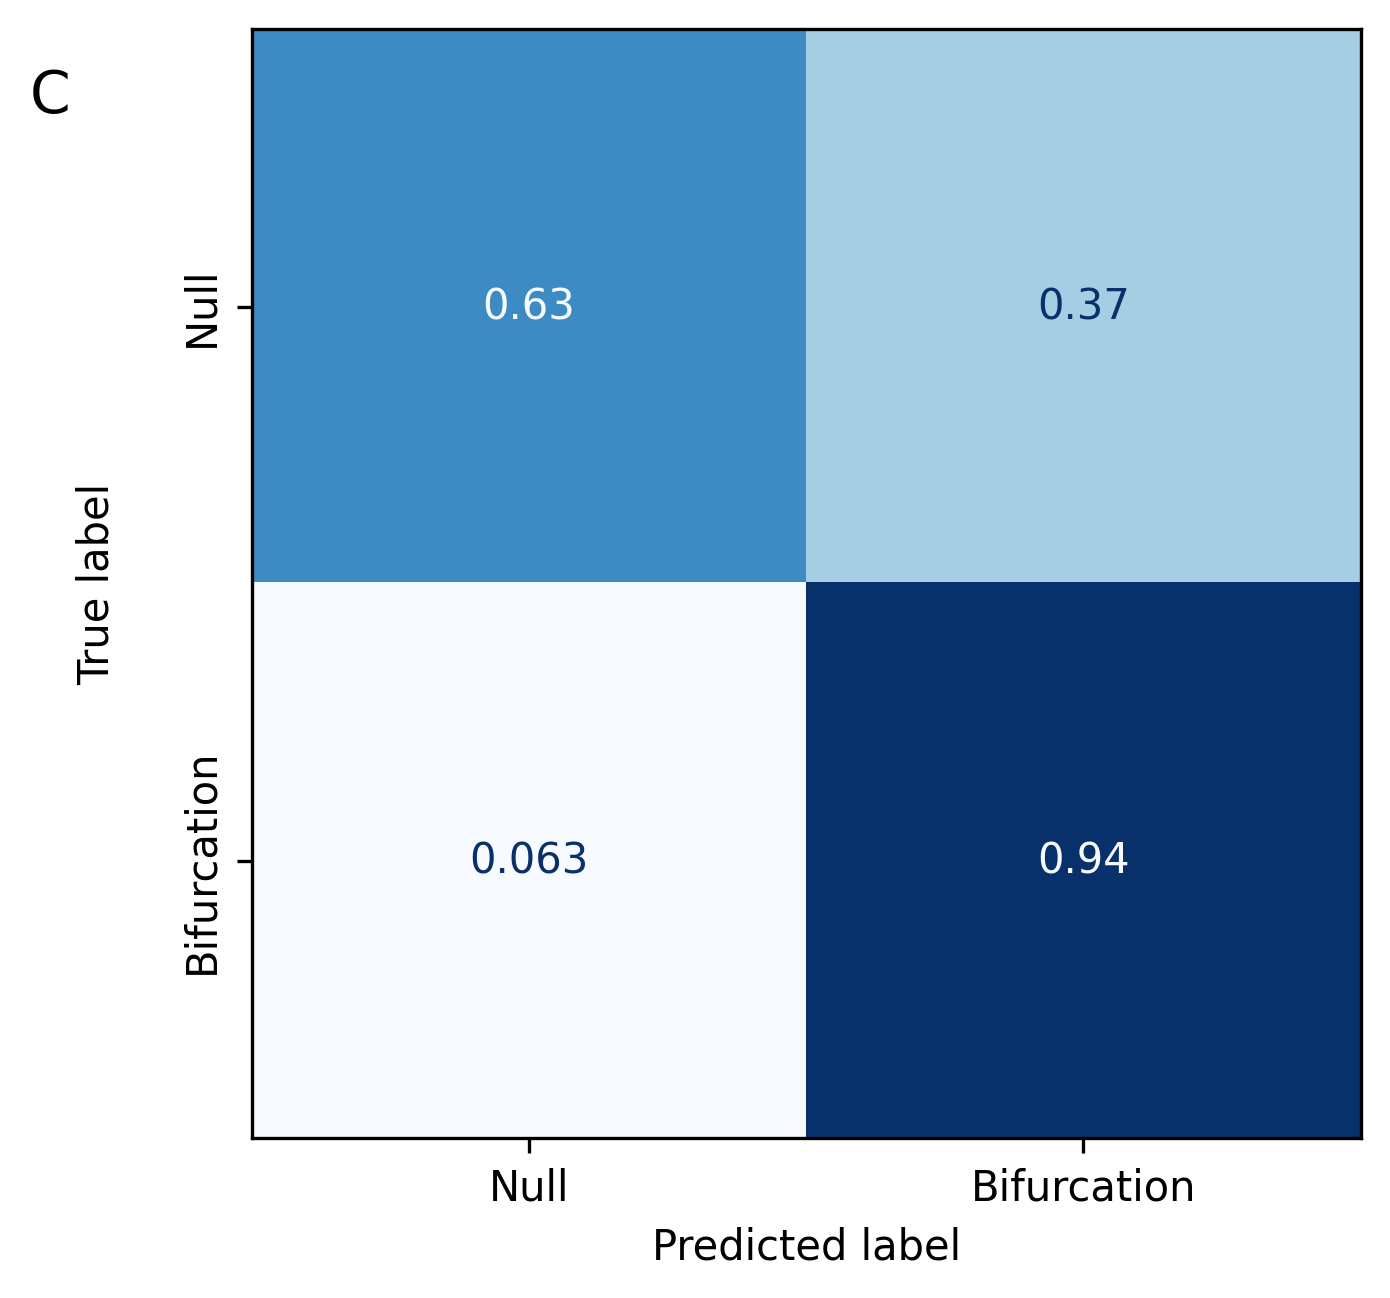 C
True label
Null
0.63
0.37
Bifurcation
0.063
0.94
Null
Bifurcation
Predicted label